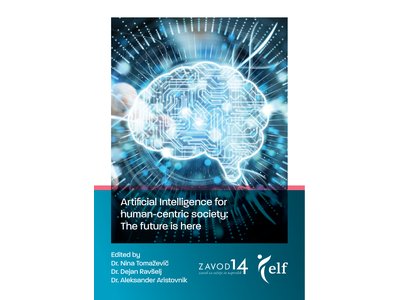 Artificial Intelligence for
human-centric society:
The future is here
Edited by
Dr. Nina Tomaževič
Dr. Dejan Ravšelj
Dr. Aleksander Aristovnik
ZAVOD 14
elf